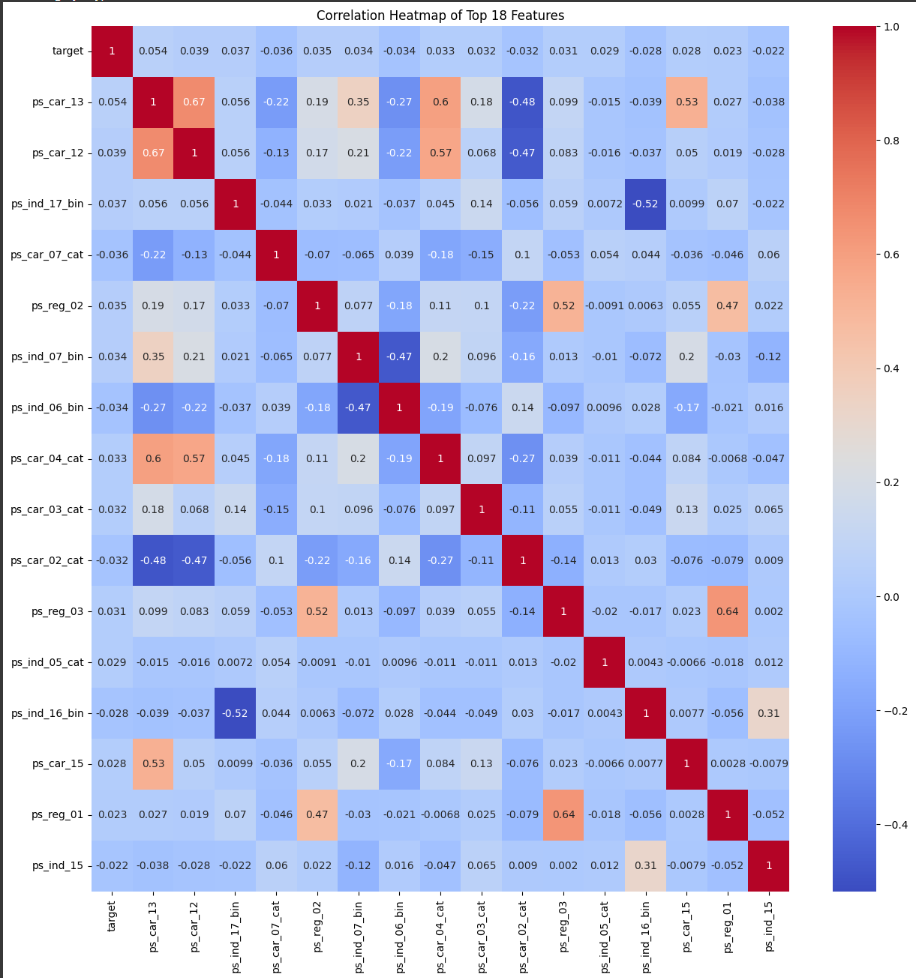 Correlation Heatmap of Top 18 Features
target 1 0.054 0.039 0.037 -0.036 0.035 0.034 -0.034 0.033 0.032 -0.032 0.031 0.029 -0.028 0.028 0.023 -0.022
ps_car_13 0.054 1 0.67 0.056 -0.22 0.19 0.35 -0.27 0.6 0.18 -0.48 0.099 -0.015 -0.039 0.53 0.027 -0.038
ps_car_12 0.039 0.67 1 0.056 -0.13 0.17 0.21 -0.22 0.57 0.068 -0.47 0.083 -0.016 -0.037 0.05 0.019 -0.028
ps_ind_17_bin 0.037 0.056 0.056 1 -0.044 0.033 0.021 -0.037 0.045 0.14 -0.056 0.059 0.0072 -0.52 0.0099 0.07 -0.022
ps_car_07_cat -0.036 -0.22 -0.13 -0.044 1 -0.07 -0.065 0.039 -0.18 -0.15 0.1 -0.053 0.054 0.044 -0.036 -0.046 0.06
ps_reg_02 0.035 0.19 0.17 0.033 -0.07 1 0.077 -0.18 0.11 0.1 -0.22 0.52 -0.0091 0.0063 0.055 0.47 0.022
ps_ind_07_bin 0.034 0.35 0.21 0.021 -0.065 0.077 1 -0.47 0.2 0.096 -0.16 0.013 -0.01 -0.072 0.2 -0.03 -0.12
ps_ind_06_bin -0.034 -0.27 -0.22 -0.037 0.039 -0.18 -0.47 1 -0.19 -0.076 0.14 -0.097 0.0096 0.028 -0.17 -0.021 0.016
ps_car_04_cat 0.033 0.6 0.57 0.045 -0.18 0.11 0.2 -0.19 1 0.097 -0.27 0.039 -0.011 -0.044 0.084 -0.0068 -0.047
ps_car_03_cat 0.032 0.18 0.068 0.14 -0.15 0.1 0.096 -0.076 0.097 1 -0.11 0.055 -0.011 -0.049 0.13 0.025 0.065
ps_car_02_cat -0.032 -0.48 -0.47 -0.056 0.1 -0.22 -0.16 0.14 -0.27 -0.11 1 -0.14 0.013 0.03 -0.076 -0.079 0.009
ps_reg_03 0.031 0.099 0.083 0.059 -0.053 0.52 0.013 -0.097 0.039 0.055 -0.14 1 -0.02 -0.017 0.023 0.64 0.002
ps_ind_05_cat 0.029 -0.015 -0.016 0.0072 0.054 -0.0091 -0.01 0.0096 -0.011 -0.011 0.013 -0.02 1 0.0043 -0.0066 -0.018 0.012
ps_ind_16_bin -0.028 -0.039 -0.037 -0.52 0.044 0.0063 -0.072 0.028 -0.044 -0.049 0.03 -0.017 0.0043 1 0.0077 -0.056 0.31
ps_car_15 0.028 0.53 0.05 0.0099 -0.036 0.055 0.2 -0.17 0.084 0.13 -0.076 0.023 -0.0066 0.0077 1 0.0028 -0.0079
ps_reg_01 0.023 0.027 0.019 0.07 -0.046 0.47 -0.03 -0.021 -0.0068 0.025 -0.079 0.64 -0.018 -0.056 0.0028 1 -0.052
ps_ind_15 -0.022 -0.038 -0.028 -0.022 0.06 0.022 -0.12 0.016 -0.047 0.065 0.009 0.002 0.012 0.31 -0.0079 -0.052 1
target ps_car_13 ps_car_12 ps_ind_17_bin ps_car_07_cat ps_reg_02 ps_ind_07_bin ps_ind_06_bin ps_car_04_cat ps_car_03_cat ps_car_02_cat ps_reg_03 ps_ind_05_cat ps_ind_16_bin ps_car_15 ps_reg_01 ps_ind_15
1.0
0.8
0.6
0.4
0.2
0.0
−0.2
−0.4